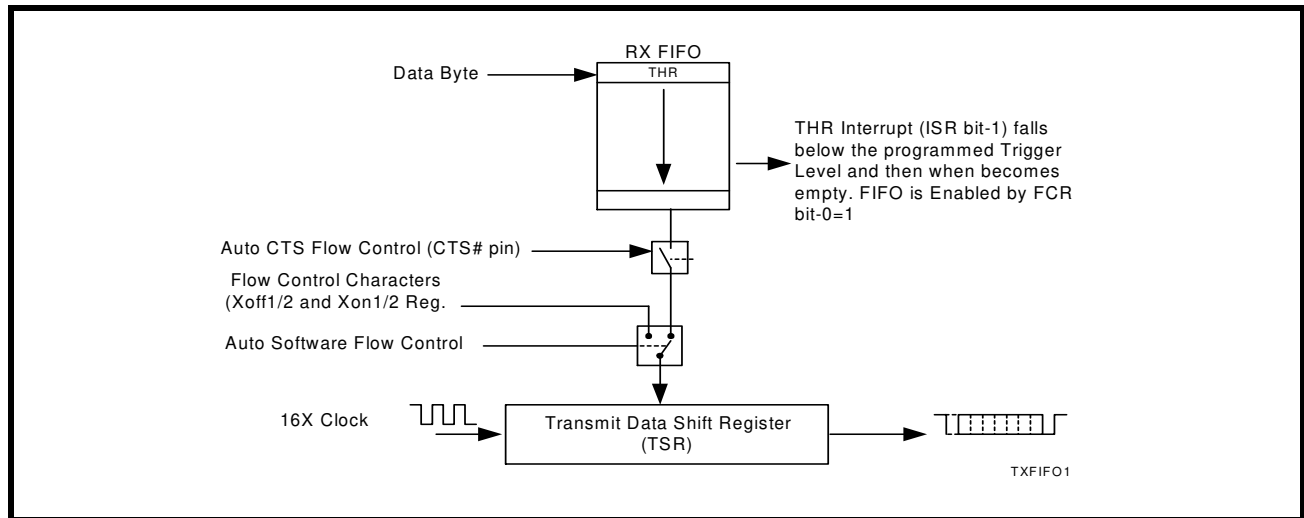 RX FIFO
THR
Data Byte
THR Interrupt (ISR bit-1) falls
below the programmed Trigger
Level and then when becomes
empty. FIFO is Enabled by FCR
bit-0=1
Auto CTS Flow Control (CTS# pin)
Flow Control Characters
(Xoff1/2 and Xon1/2 Reg.
Auto Software Flow Control
16X Clock
Transmit Data Shift Register
(TSR)
TXFIFO1